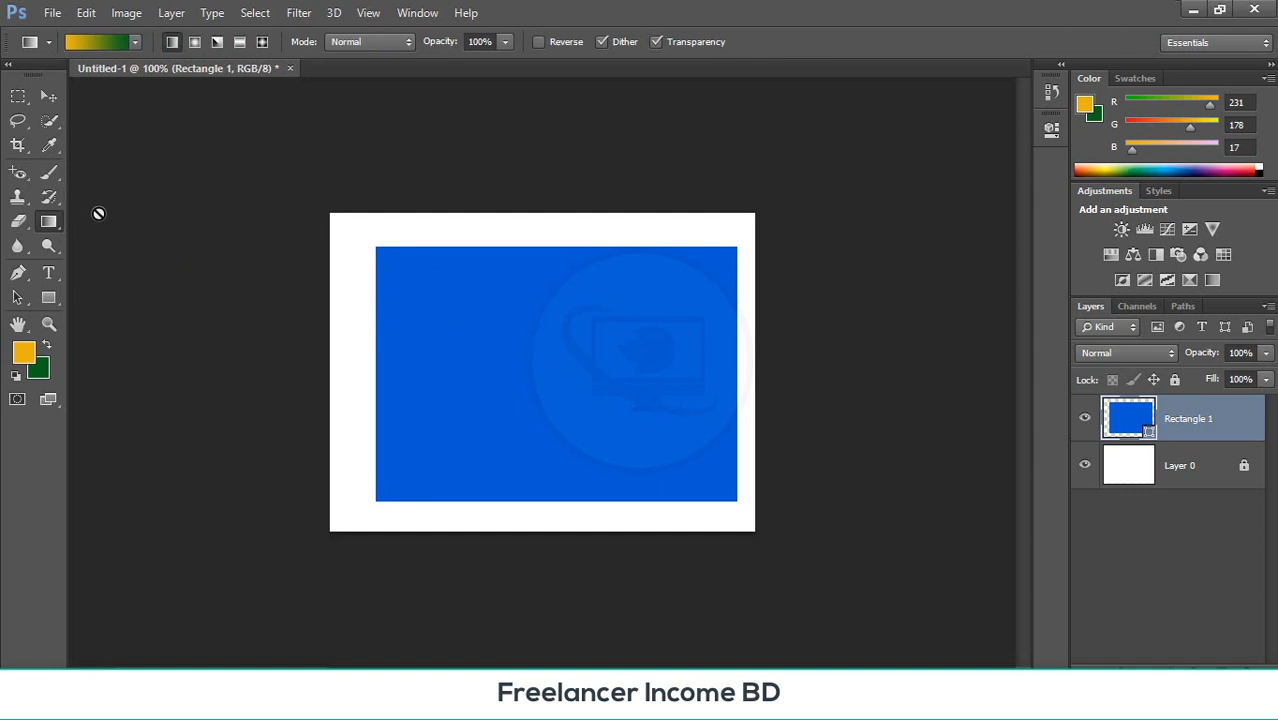 Ps File Edit Image Layer Type Select Filter 3D View Window Help
Mode: Normal Opacity: 100% Reverse Dither Transparency Essentials
Untitled-1 @ 100% (Rectangle 1, RGB/8) * ×
Color Swatches
R 231
G 178
B 17
Adjustments Styles
Add an adjustment
Layers Channels Paths
Kind
Normal Opacity: 100%
Lock: Fill: 100%
Rectangle 1
Layer 0
T
Freelancer Income BD